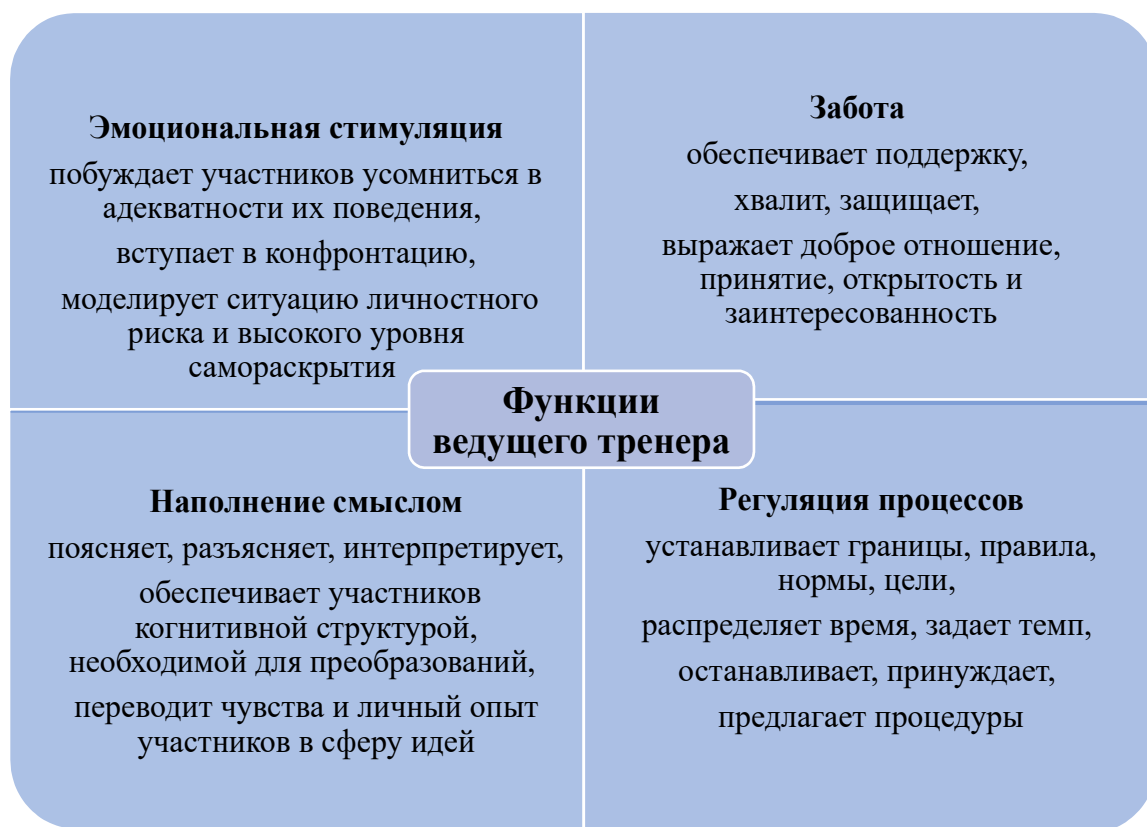 Эмоциональная стимуляция
побуждает участников усомниться в
адекватности их поведения,
вступает в конфронтацию,
моделирует ситуацию личностного
риска и высокого уровня
самораскрытия
Забота
обеспечивает поддержку,
хвалит, защищает,
выражает доброе отношение,
принятие, открытость и
заинтересованность
Функции
ведущего тренера
Наполнение смыслом
поясняет, разъясняет, интерпретирует,
обеспечивает участников
когнитивной структурой,
необходимой для преобразований,
переводит чувства и личный опыт
участников в сферу идей
Регуляция процессов
устанавливает границы, правила,
нормы, цели,
распределяет время, задает темп,
останавливает, принуждает,
предлагает процедуры